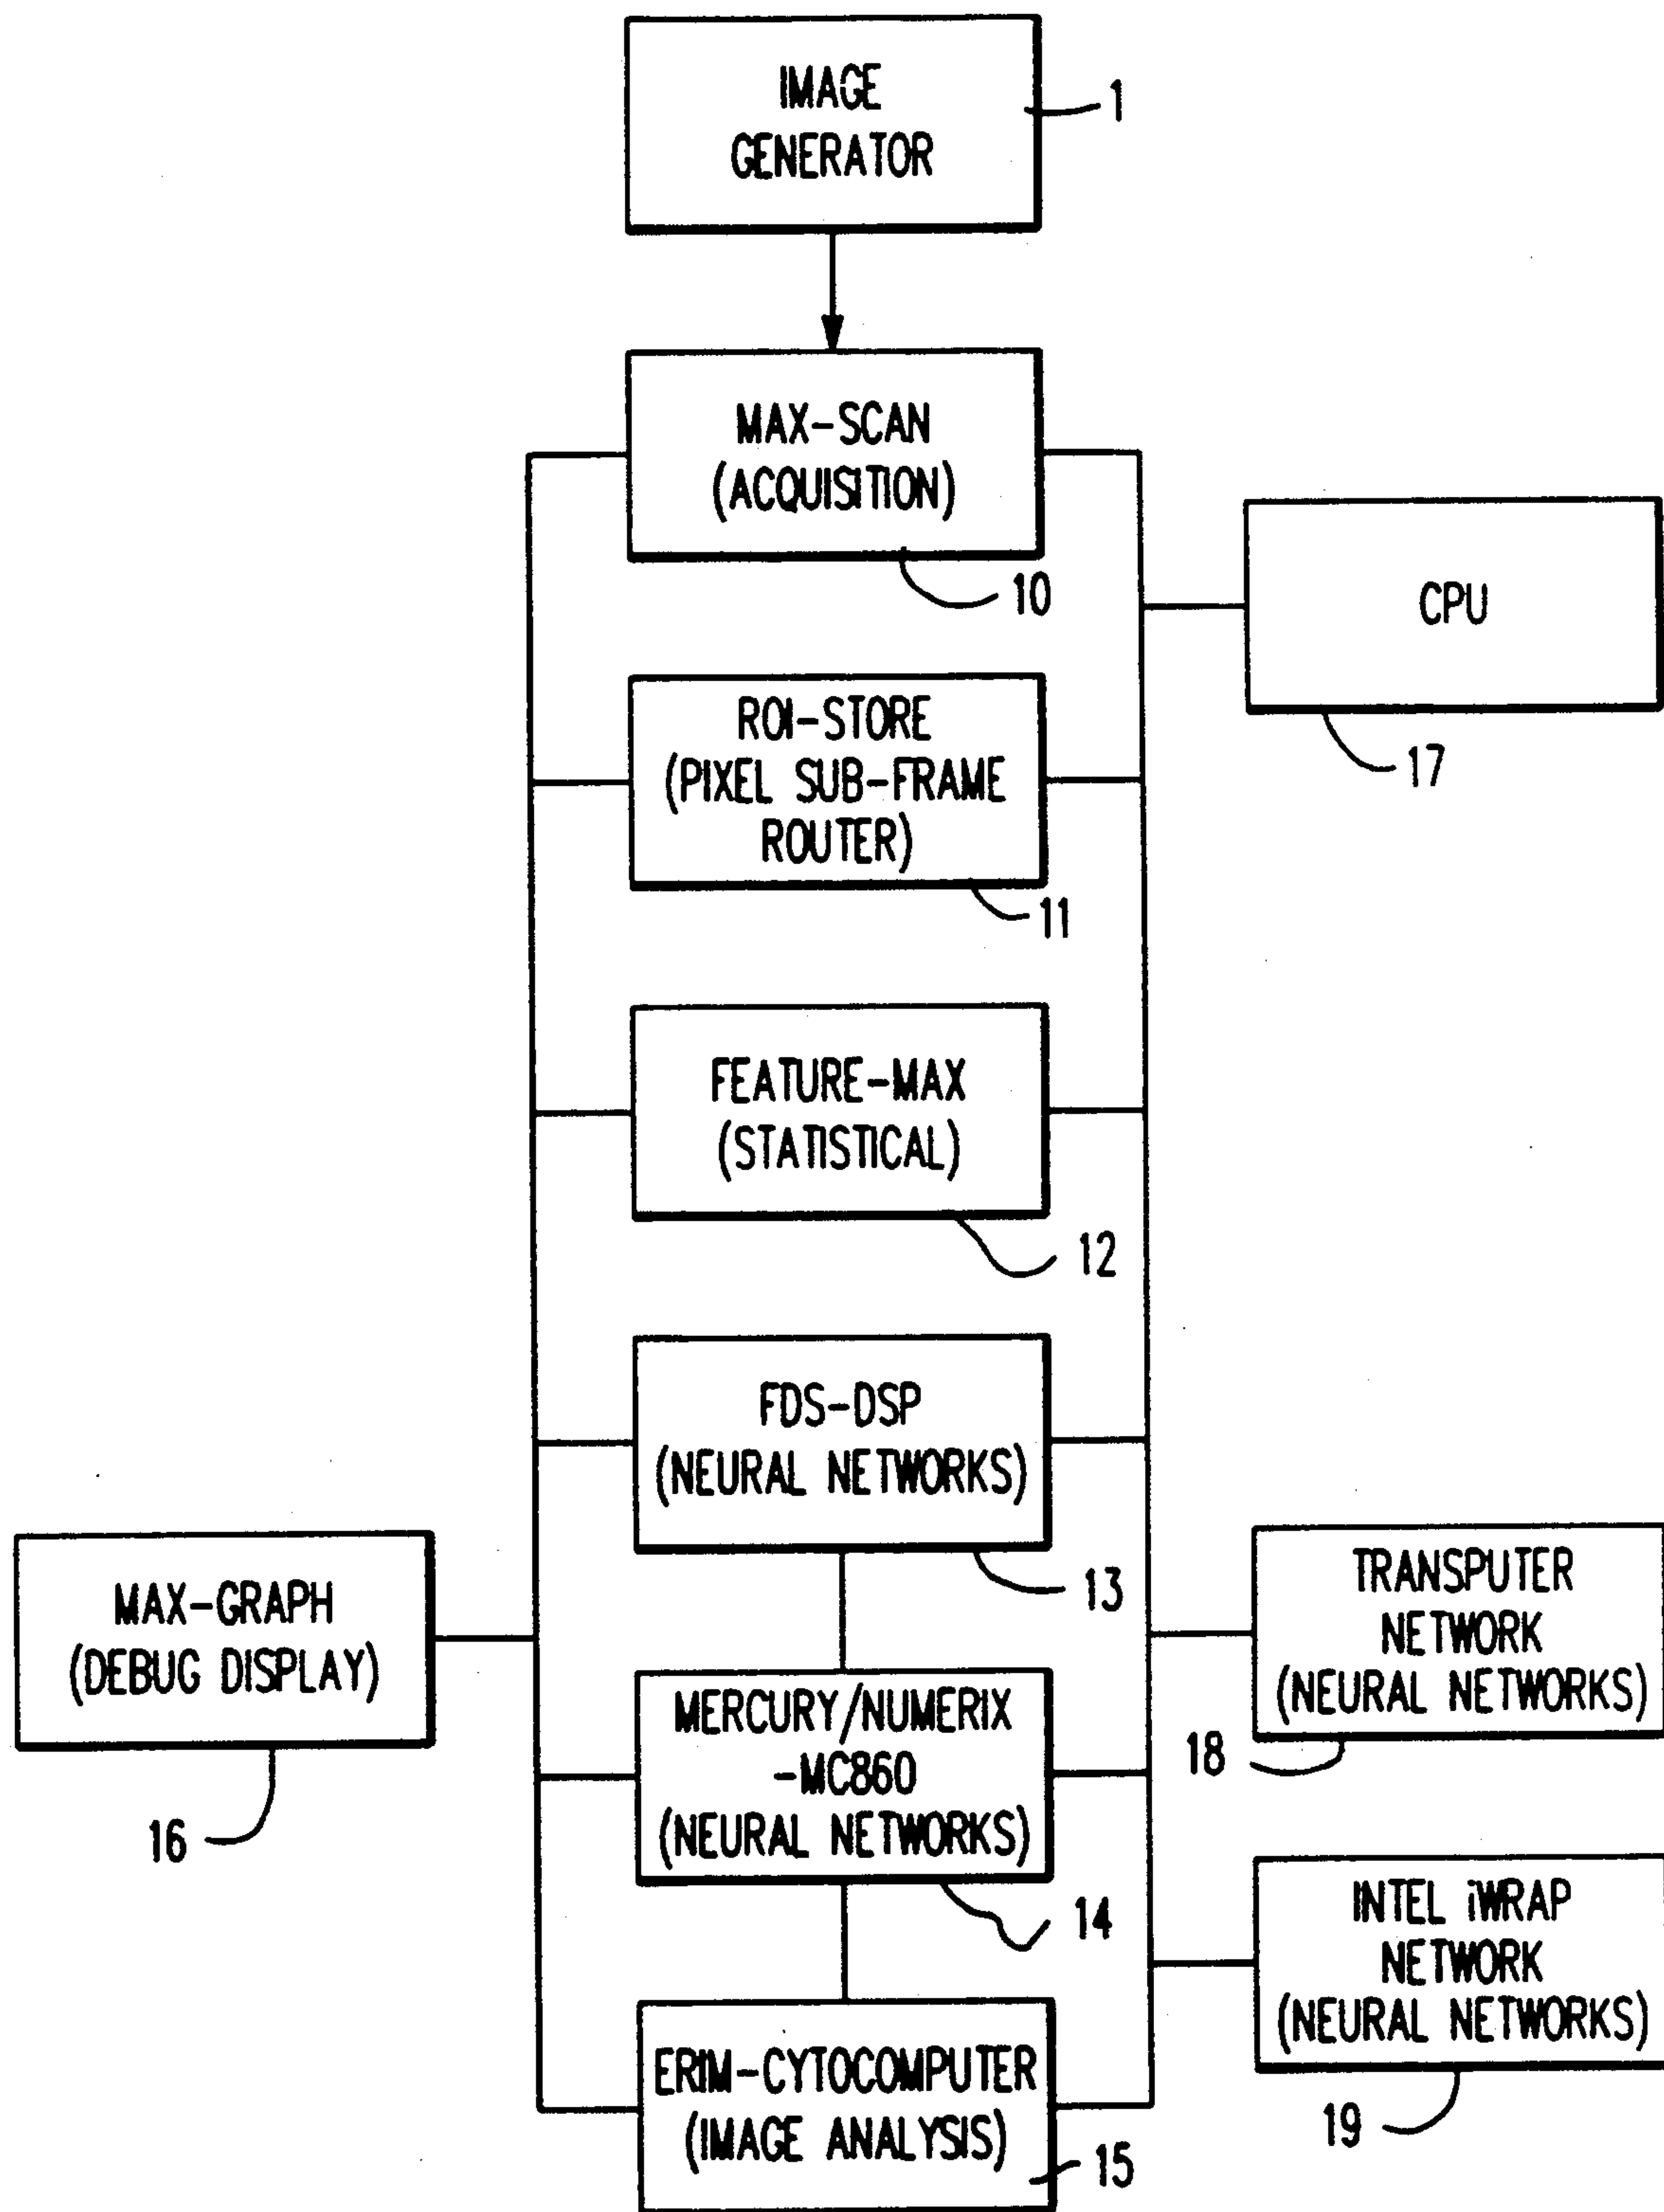 IMAGE
GENERATOR
1
MAX-SCAN
(ACQUISITION)
10
CPU
17
ROI-STORE
(PIXEL SUB-FRAME
ROUTER)
11
FEATURE-MAX
(STATISTICAL)
12
FDS-DSP
(NEURAL NETWORKS)
13
MAX-GRAPH
(DEBUG DISPLAY)
16
TRANSPUTER
NETWORK
(NEURAL NETWORKS)
18
MERCURY/NUMERIX
-MC860
(NEURAL NETWORKS)
14
INTEL iWRAP
NETWORK
(NEURAL NETWORKS)
19
ERIM-CYTOCOMPUTER
(IMAGE ANALYSIS)
15